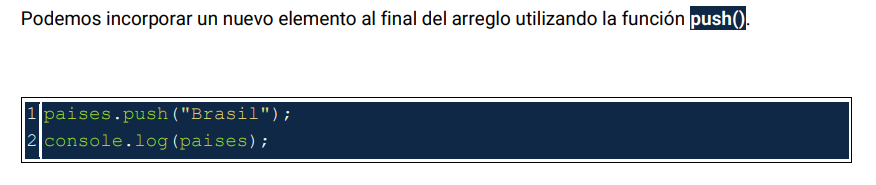 Podemos incorporar un nuevo elemento al final del arreglo utilizando la función push().
1 paises.push("Brasil");
2 console.log(paises);